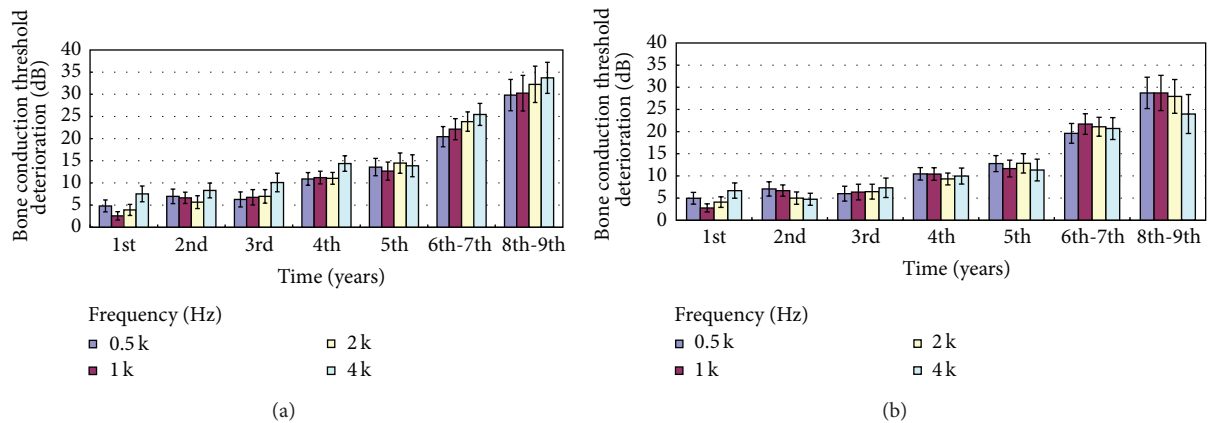 Bone conduction threshold
deterioration (dB)
40
35
30
25
20
15
10
5
0
1st 2nd 3rd 4th 5th 6th-7th 8th-9th
Time (years)
Frequency (Hz)
0.5 k 2 k
1 k 4 k
(a)
Bone conduction threshold
deterioration (dB)
40
35
30
25
20
15
10
5
0
1st 2nd 3rd 4th 5th 6th-7th 8th-9th
Time (years)
Frequency (Hz)
0.5 k 2 k
1 k 4 k
(b)